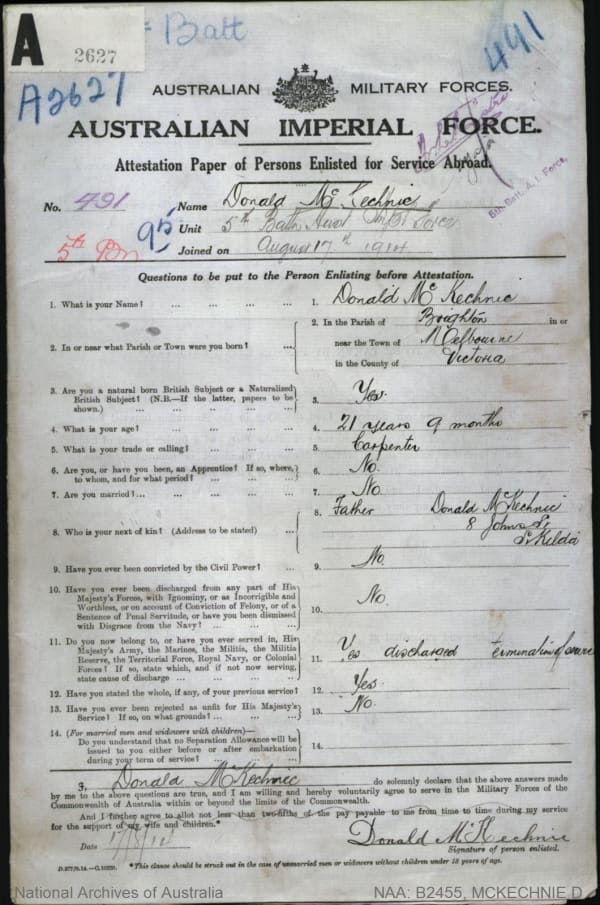 A 2627
5th Batt
A2627
491
AUSTRALIAN MILITARY FORCES.
AUSTRALIAN IMPERIAL FORCE.
Attestation Paper of Persons Enlisted for Service Abroad.
5th Batt. A. I. Force.
No. 491 Name Donald McKechnie
95 Unit 5th Battn
5th Bn Joined on August 17th 1914
Questions to be put to the Person Enlisting before Attestation.
1. What is your Name? ... ... ... ... 1. Donald McKechnie
2. In or near what Parish or Town were you born? ... 2. In the Parish of Brighton in or
near the Town of Melbourne
in the County of Victoria
3. Are you a natural born British Subject or a Naturalized
British Subject? (N.B.—If the latter, papers to be
shown.) ... ... ... ... 3. Yes.
4. What is your age? ... ... ... ... 4. 21 years 9 months
5. What is your trade or calling? ... ... ... 5. Carpenter
6. Are you, or have you been, an Apprentice? If so, where,
to whom, and for what period? ... ... ... 6. No.
7. Are you married? ... ... ... ... 7. No.
8. Who is your next of kin? (Address to be stated) ... 8. Father Donald McKechnie
8 Johns St
St Kilda
9. Have you ever been convicted by the Civil Power? ... 9. No.
10. Have you ever been discharged from any part of His
Majesty's Forces, with Ignominy, or as Incorrigible and
Worthless, or on account of Conviction of Felony, or of a
Sentence of Penal Servitude, or have you been dismissed
with Disgrace from the Navy? ... ... ... 10. No.
11. Do you now belong to, or have you ever served in, His
Majesty's Army, the Marines, the Militia, the Militia
Reserve, the Territorial Force, Royal Navy, or Colonial
Forces? If so, state which, and if not now serving,
state cause of discharge ... ... ... ... 11. Yes discharged termination of service
12. Have you stated the whole, if any, of your previous service? 12. Yes.
13. Have you ever been rejected as unfit for His Majesty's
Service? If so, on what grounds? ... ... ... 13. No.
14. (For married men and widowers with children)—
Do you understand that no Separation Allowance will be
issued to you either before or after embarkation
during your term of service? ... ... ... 14.
I, Donald McKechnie do solemnly declare that the above answers made
by me to the above questions are true, and I am willing and hereby voluntarily agree to serve in the Military Forces of the
Commonwealth of Australia within or beyond the limits of the Commonwealth.
And I further agree to allot not less than two-fifths of the pay payable to me from time to time during my service
for the support of my wife and children.*
Date 17/8/14 Donald McKechnie
Signature of person enlisted.
*This clause should be struck out in the case of unmarried men or widowers without children under 18 years of age.
National Archives of Australia NAA: B2455, MCKECHNIE D